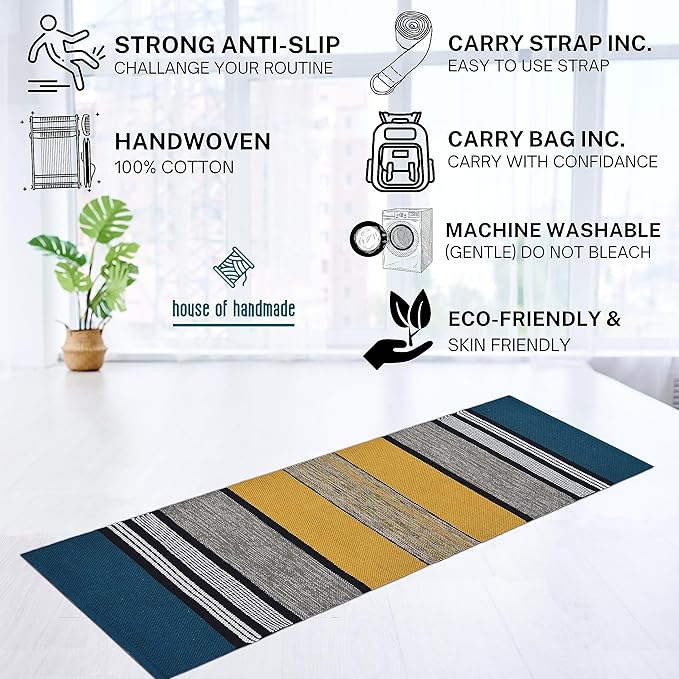 STRONG ANTI-SLIP
CHALLANGE YOUR ROUTINE
HANDWOVEN
100% COTTON
CARRY STRAP INC.
EASY TO USE STRAP
CARRY BAG INC.
CARRY WITH CONFIDANCE
MACHINE WASHABLE
(GENTLE) DO NOT BLEACH
ECO-FRIENDLY &
SKIN FRIENDLY
house of handmade